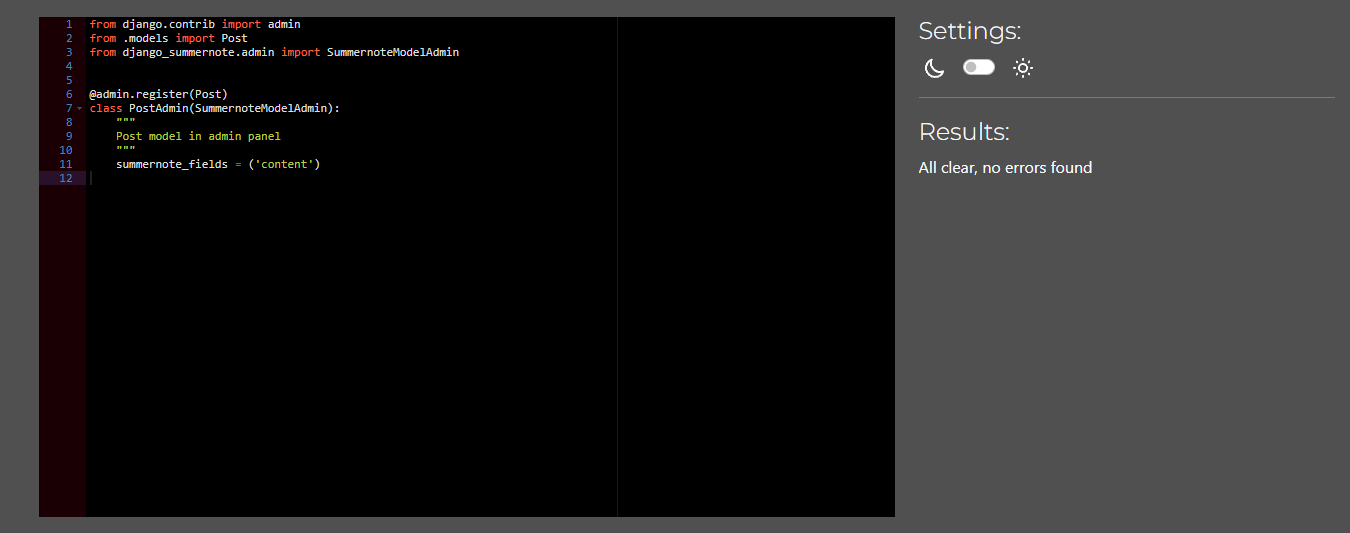 1 from django.contrib import admin
2 from .models import Post
3 from django_summernote.admin import SummernoteModelAdmin
4
5
6 @admin.register(Post)
7 class PostAdmin(SummernoteModelAdmin):
8     """
9     Post model in admin panel
10     """
11     summernote_fields = ('content')
12
Settings:
Results:
All clear, no errors found